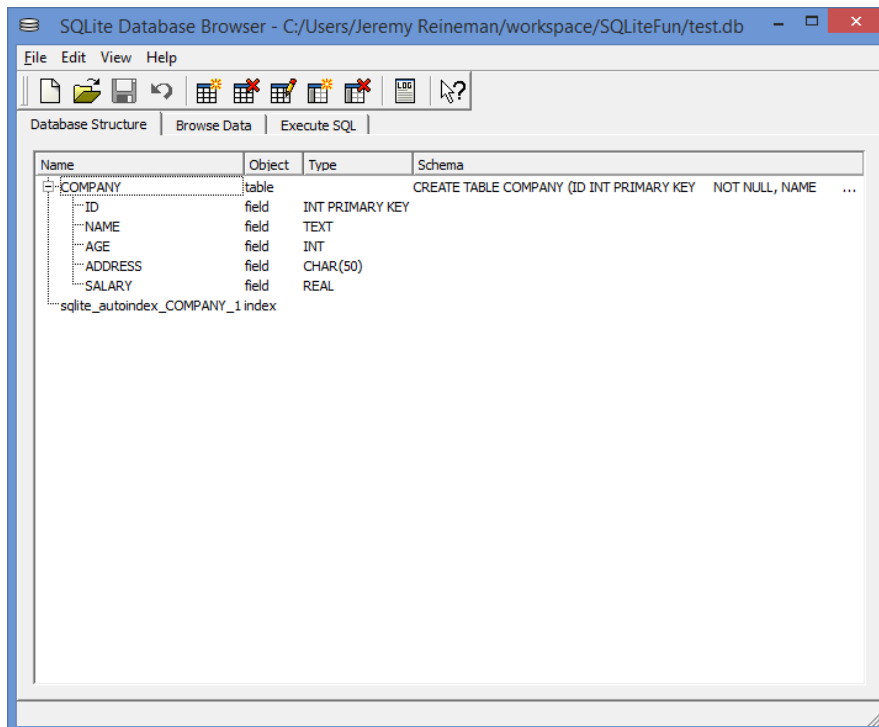 SQLite Database Browser - C:/Users/Jeremy Reineman/workspace/SQLiteFun/test.db
File Edit View Help
LOG
Database Structure Browse Data Execute SQL
Name Object Type Schema
COMPANY table CREATE TABLE COMPANY (ID INT PRIMARY KEY NOT NULL, NAME ...
ID field INT PRIMARY KEY
NAME field TEXT
AGE field INT
ADDRESS field CHAR(50)
SALARY field REAL
sqlite_autoindex_COMPANY_1 index